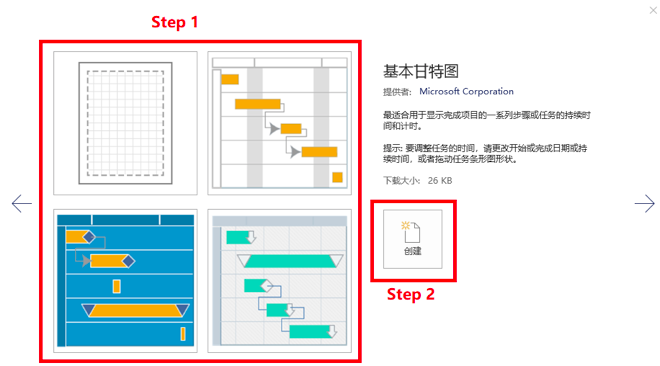 Step 1
基本甘特图
提供者: Microsoft Corporation
最适合用于显示完成项目的一系列步骤或任务的持续时
间和计时。
提示: 要调整任务的时间，请更改开始或完成日期或持
续时间，或者拖动任务条形图形状。
下载大小: 26 KB
创建
Step 2